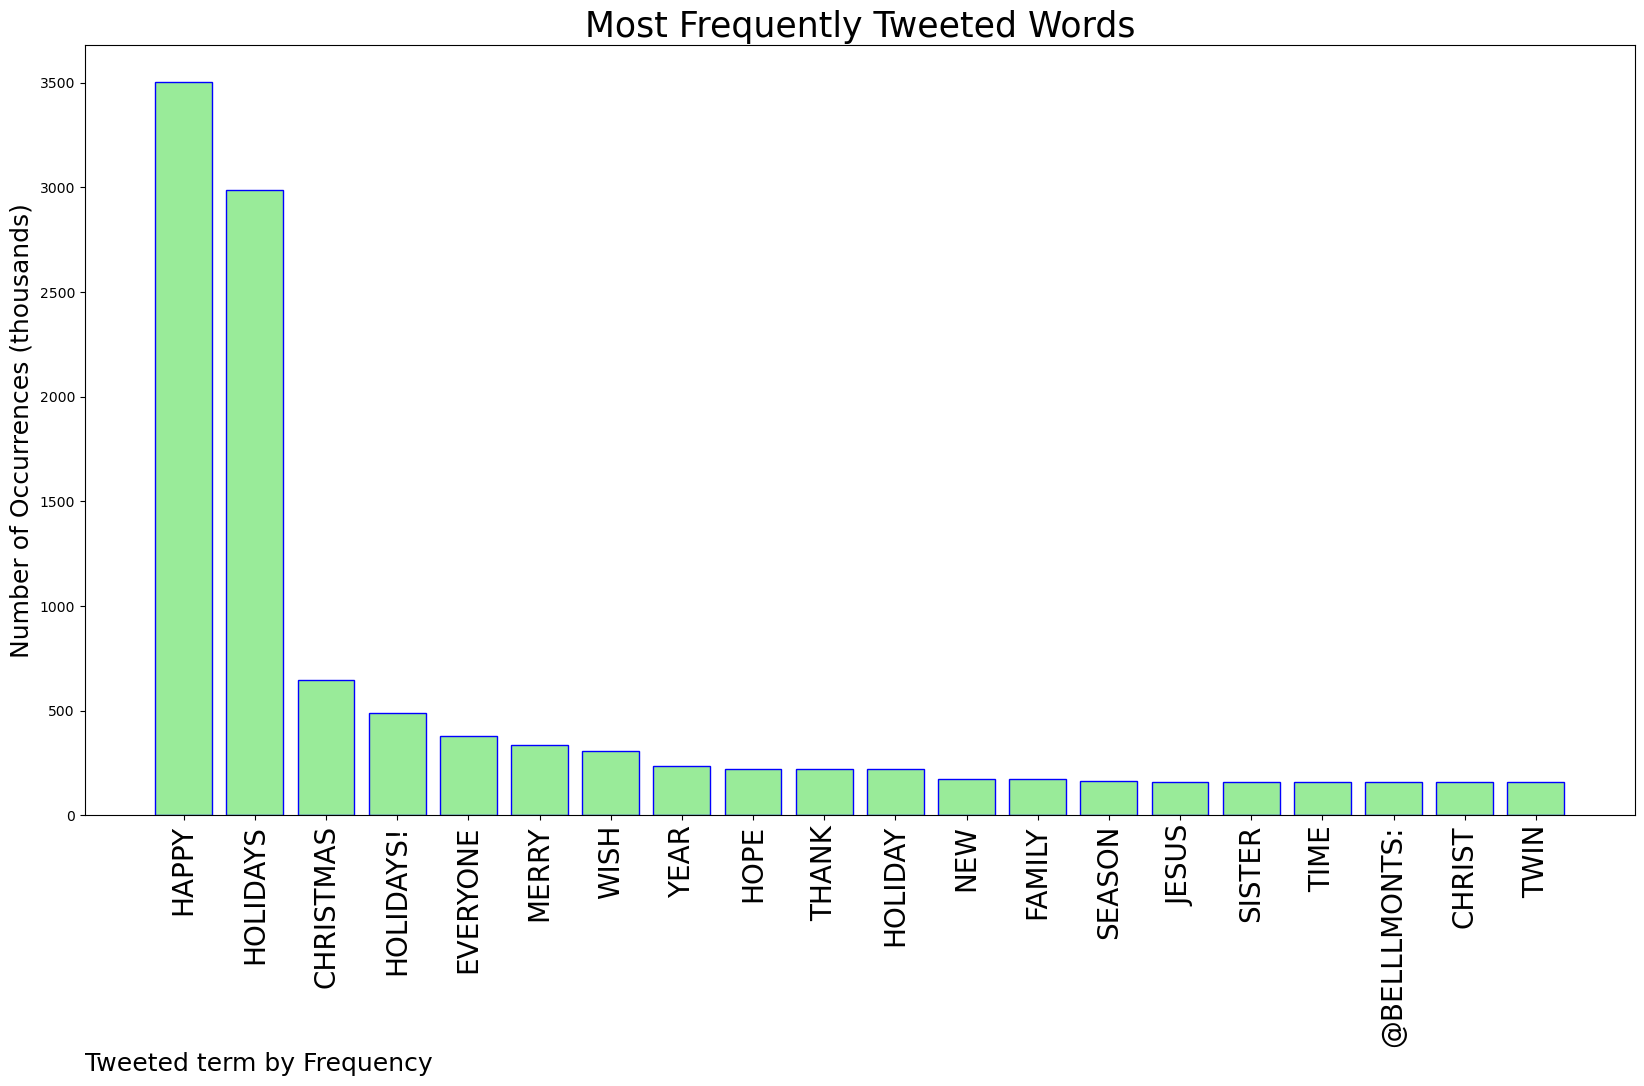 Most Frequently Tweeted Words
Number of Occurrences (thousands)
3500
3000
2500
2000
1500
1000
500
0
HAPPY
HOLIDAYS
CHRISTMAS
HOLIDAYS!
EVERYONE
MERRY
WISH
YEAR
HOPE
THANK
HOLIDAY
NEW
FAMILY
SEASON
JESUS
SISTER
TIME
@BELLLMONTS:
CHRIST
TWIN
Tweeted term by Frequency